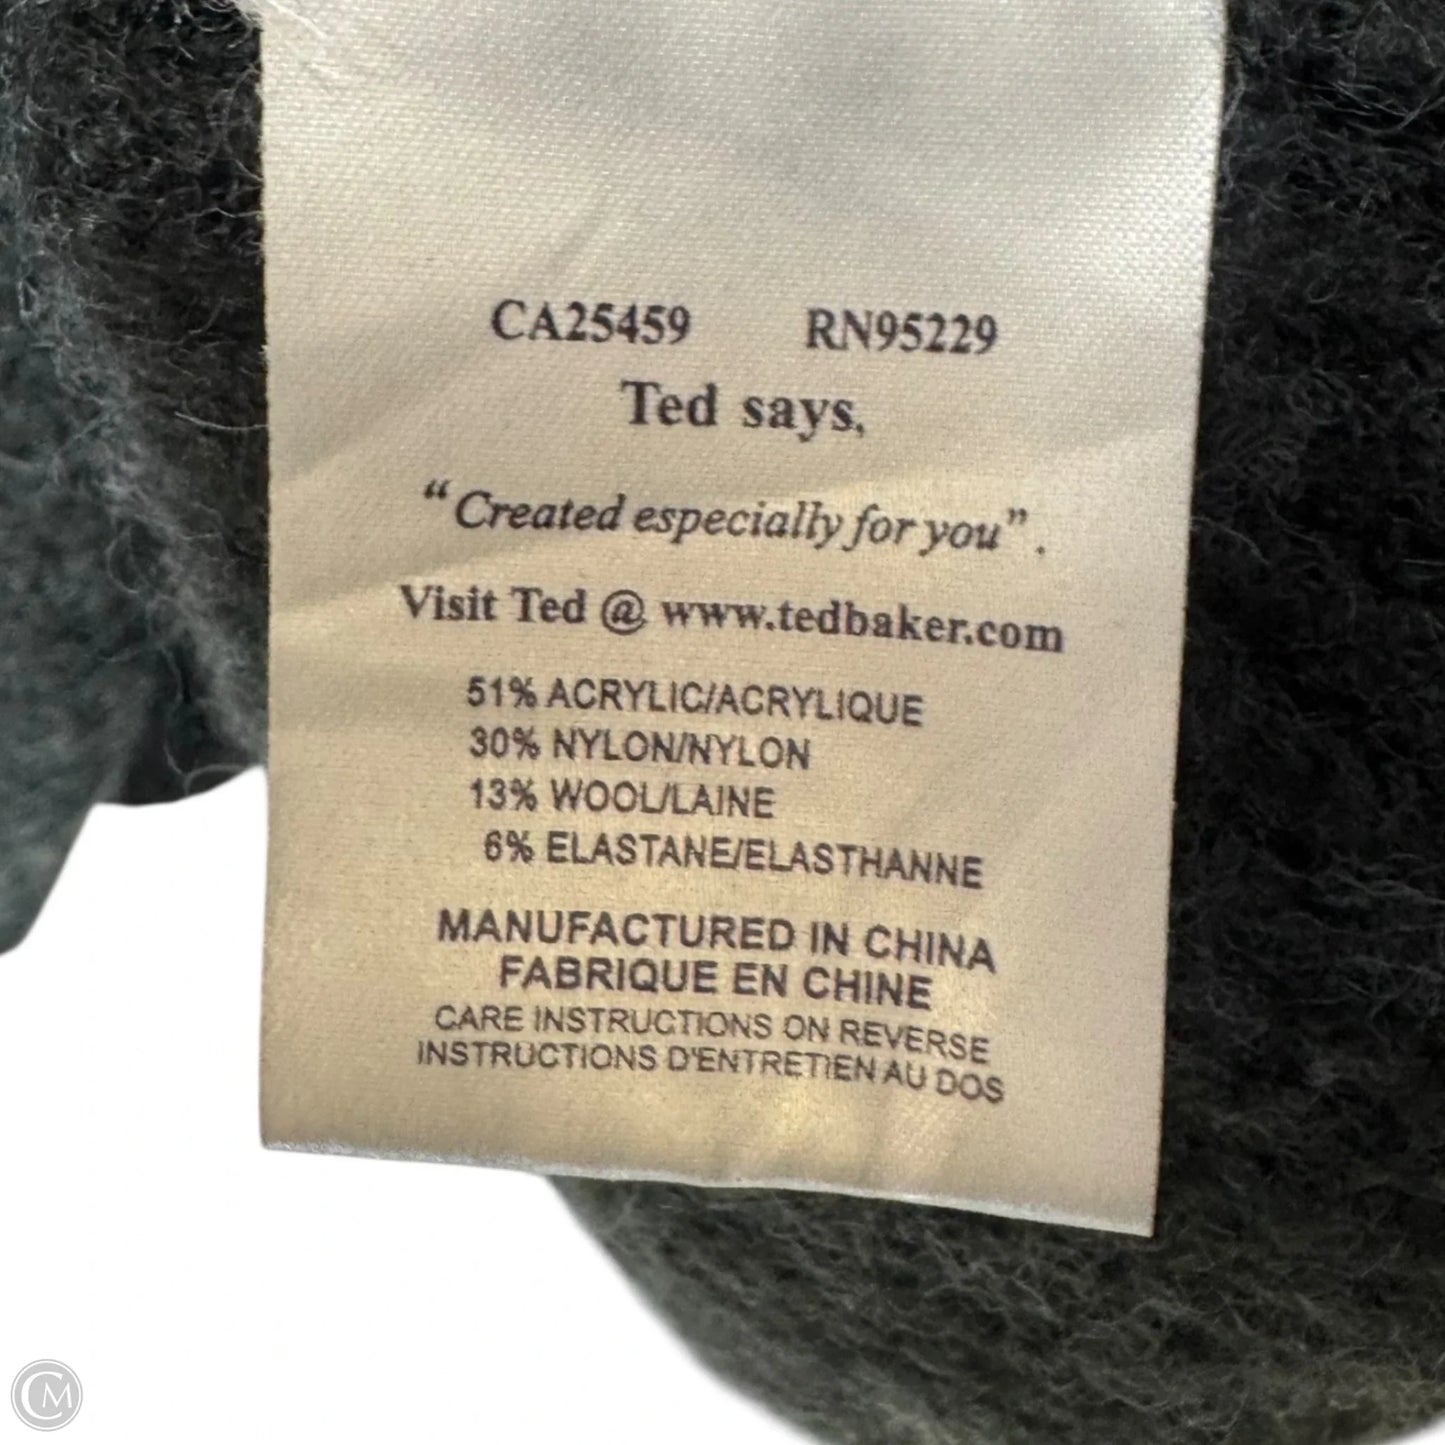 CA25459 RN95229
Ted says,
“Created especially for you”.
Visit Ted @ www.tedbaker.com
51% ACRYLIC/ACRYLIQUE
30% NYLON/NYLON
13% WOOL/LAINE
6% ELASTANE/ELASTHANNE
MANUFACTURED IN CHINA
FABRIQUE EN CHINE
CARE INSTRUCTIONS ON REVERSE
INSTRUCTIONS D'ENTRETIEN AU DOS
CM